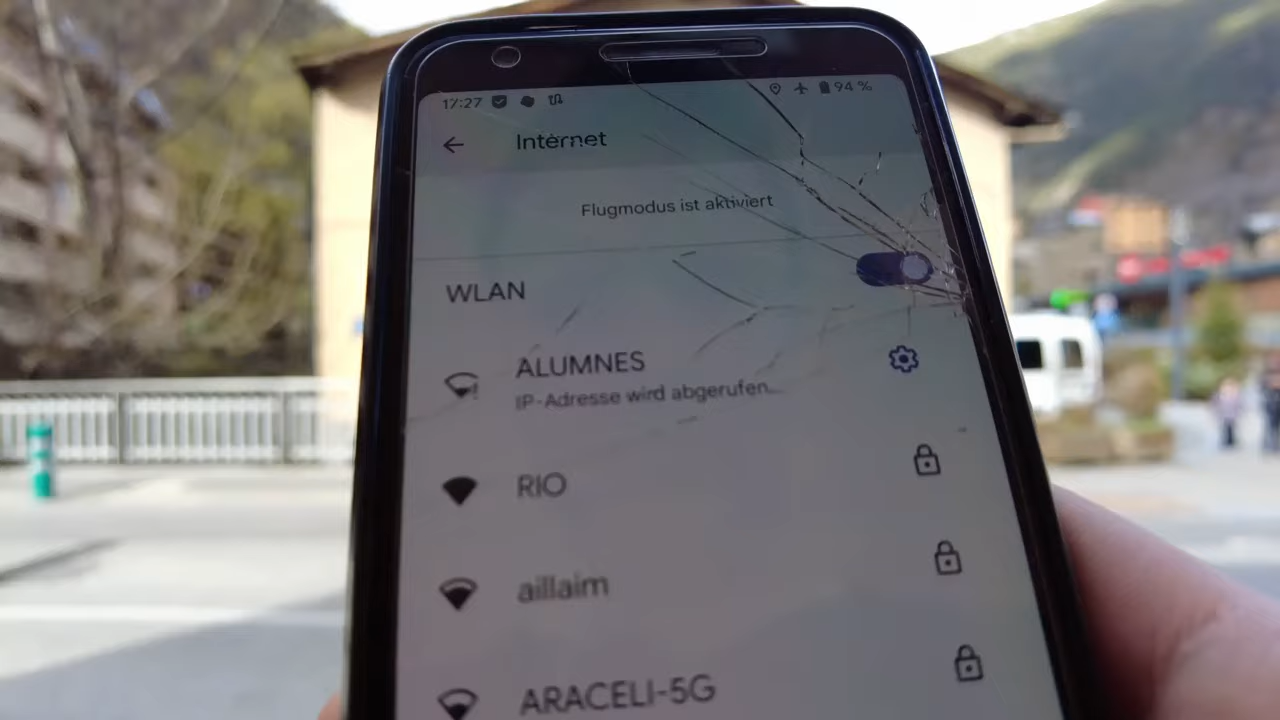 17:27 94 %
Internet
Flugmodus ist aktiviert
WLAN
ALUMNES
IP-Adresse wird abgerufen...
RIO
aillaim
ARACELI-5G